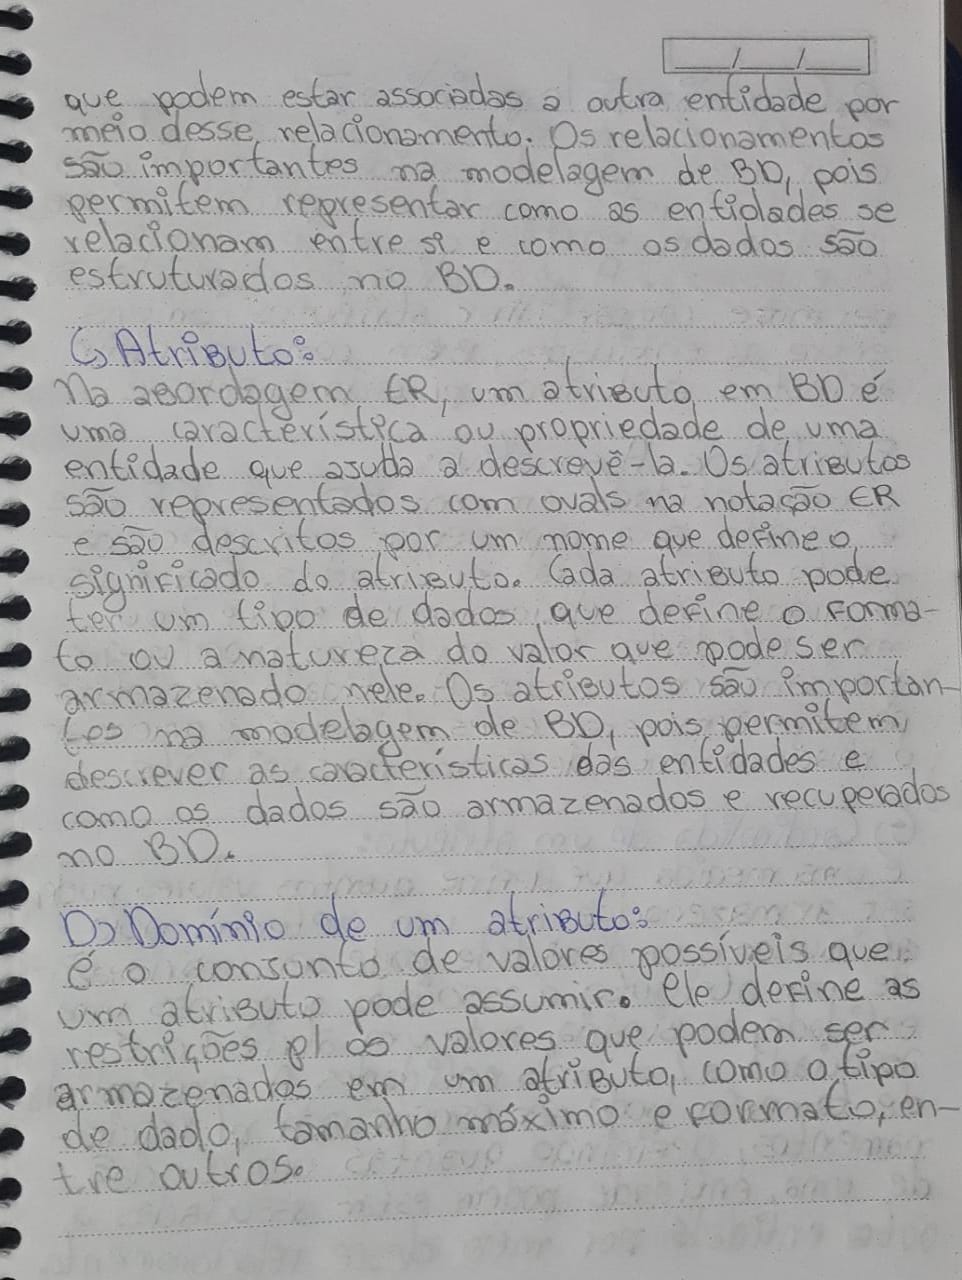 que podem estar associadas a outra entidade por
meio desse relacionamento. Os relacionamentos
são importantes na modelagem de BD, pois
permitem representar como as entidades se
relacionam entre si e como os dados são
estruturados no BD.
C) Atributo:
Na abordagem ER, um atributo em BD é
uma característica ou propriedade de uma
entidade que ajuda a descrevê-la. Os atributos
são representados com ovals na notação ER
e são descritos por um nome que define o
significado do atributo. Cada atributo pode
ter um tipo de dados que define o forma-
to ou a natureza do valor que pode ser
armazenado nele. Os atributos são importan-
tes na modelagem de BD, pois permitem
descrever as características das entidades e
como os dados são armazenados e recuperados
no BD.
D) Domínio de um atributo:
é o conjunto de valores possíveis que
um atributo pode assumir. Ele define as
restrições p/ os valores que podem ser
armazenados em um atributo, como o tipo
de dado, tamanho máximo e formato, en-
tre outros.